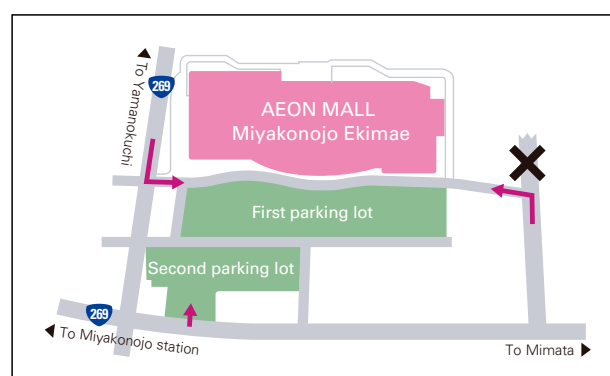 To Yamanokuchi
269
AEON MALL
Miyakonojo Ekimae
First parking lot
Second parking lot
269
To Miyakonojo station
To Mimata